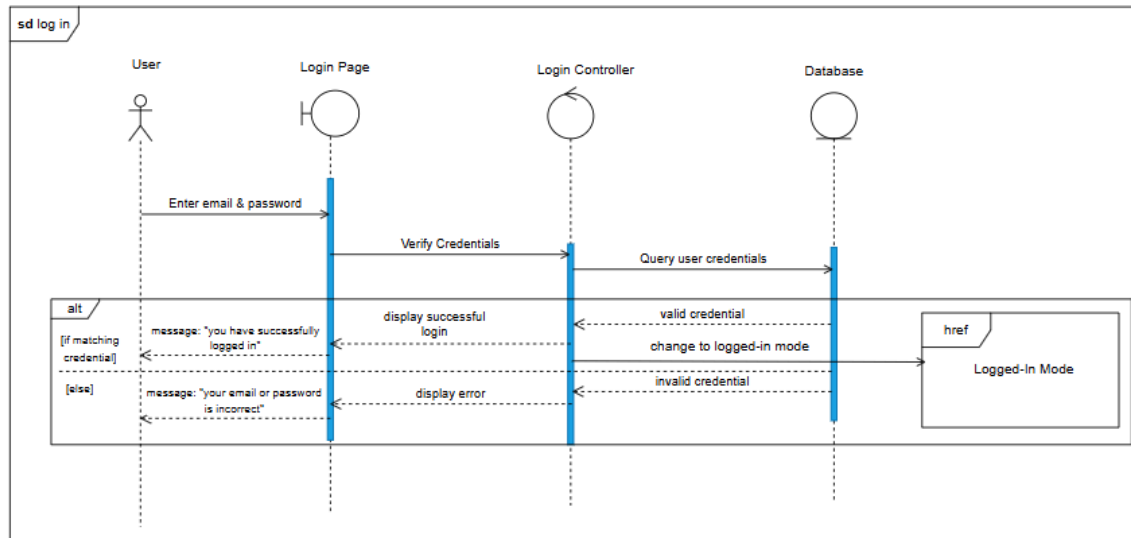 sd log in
User
Login Page
Login Controller
Database
Enter email & password
Verify Credentials
Query user credentials
alt
[if matching
credential]
message: "you have successfully
logged in"
display successful
login
valid credential
change to logged-in mode
href
Logged-In Mode
[else]
message: "your email or password
is incorrect"
display error
invalid credential